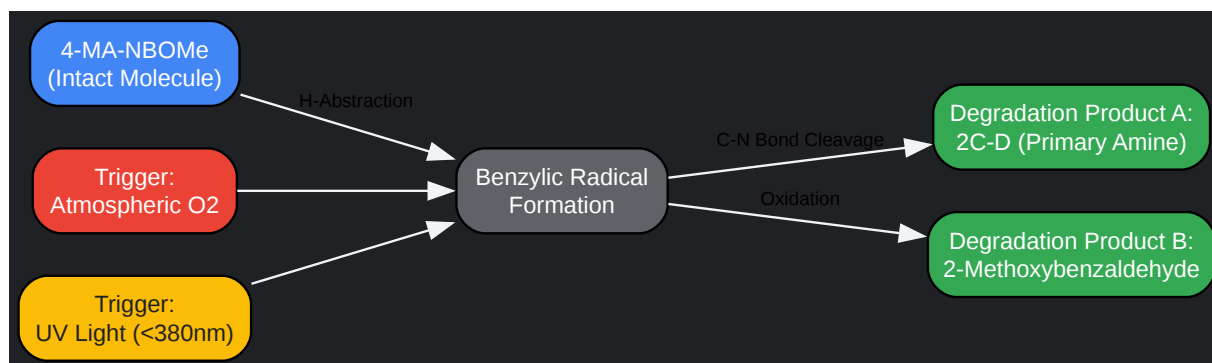 4-MA-NBOMe
(Intact Molecule)
H-Abstraction
Trigger:
Atmospheric O2
Trigger:
UV Light (<380nm)
Benzylic Radical
Formation
C-N Bond Cleavage
Oxidation
Degradation Product A:
2C-D (Primary Amine)
Degradation Product B:
2-Methoxybenzaldehyde